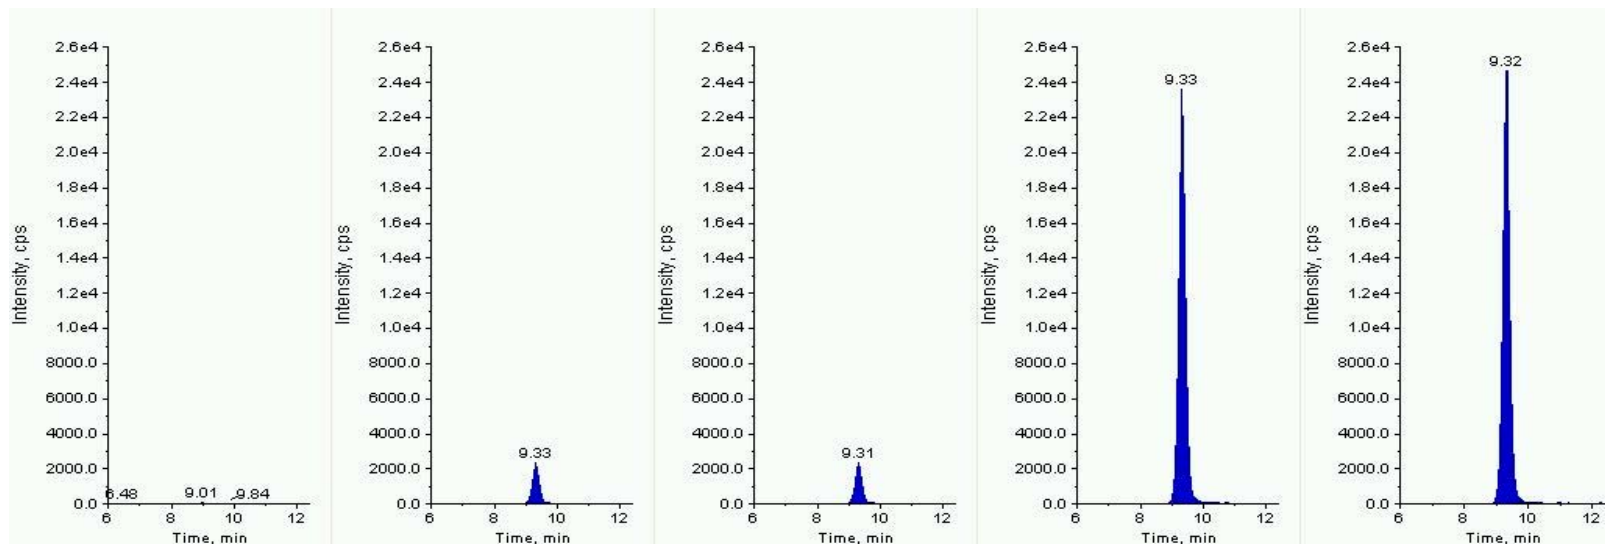 2.6e4
2.4e4
2.2e4
2.0e4
1.8e4
1.6e4
1.4e4
1.2e4
1.0e4
8000.0
6000.0
4000.0
2000.0
0.0
Intensity, cps
6.48
9.01
9.84
6 8 10 12
Time, min
2.6e4
2.4e4
2.2e4
2.0e4
1.8e4
1.6e4
1.4e4
1.2e4
1.0e4
8000.0
6000.0
4000.0
2000.0
0.0
Intensity, cps
9.33
6 8 10 12
Time, min
2.6e4
2.4e4
2.2e4
2.0e4
1.8e4
1.6e4
1.4e4
1.2e4
1.0e4
8000.0
6000.0
4000.0
2000.0
0.0
Intensity, cps
9.31
6 8 10 12
Time, min
2.6e4
2.4e4
2.2e4
2.0e4
1.8e4
1.6e4
1.4e4
1.2e4
1.0e4
8000.0
6000.0
4000.0
2000.0
0.0
Intensity, cps
9.33
6 8 10 12
Time, min
2.6e4
2.4e4
2.2e4
2.0e4
1.8e4
1.6e4
1.4e4
1.2e4
1.0e4
8000.0
6000.0
4000.0
2000.0
0.0
Intensity, cps
9.32
6 8 10 12
Time, min